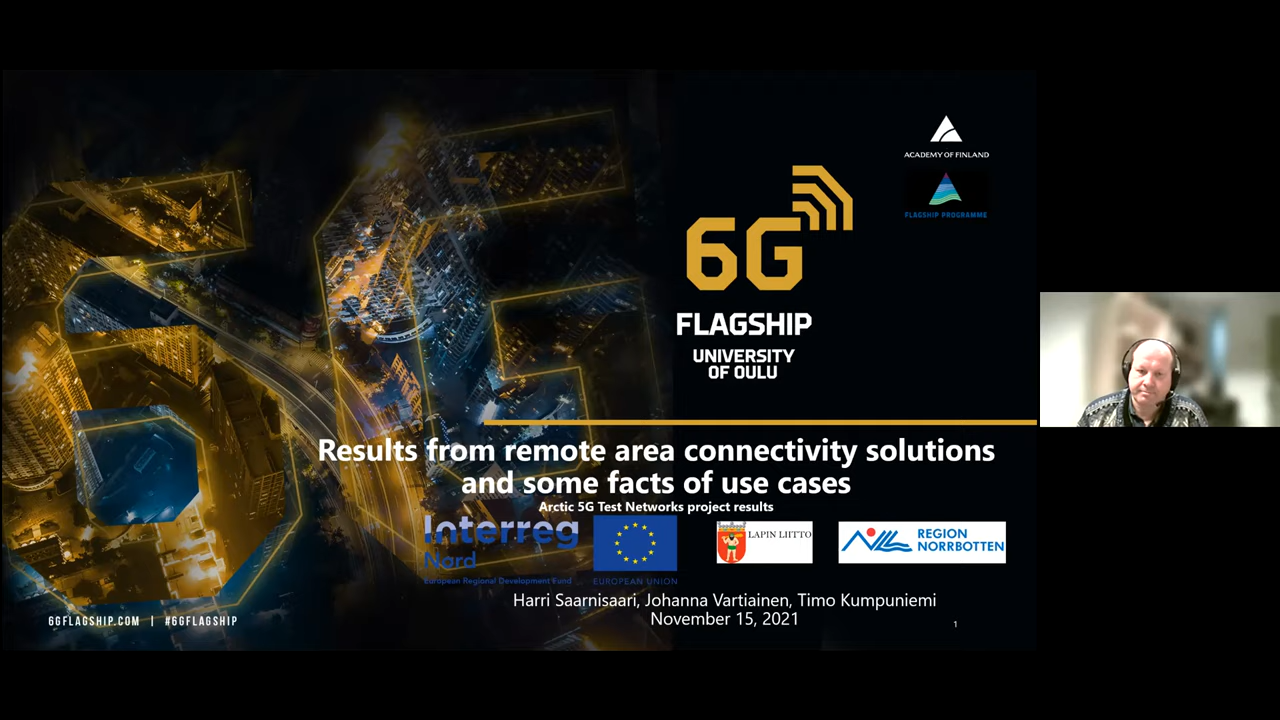 ACADEMY OF FINLAND
FLAGSHIP PROGRAMME
6G
FLAGSHIP
UNIVERSITY
OF OULU
Results from remote area connectivity solutions
and some facts of use cases
Arctic 5G Test Networks project results
Interreg
Nord
European Regional Development Fund
EUROPEAN UNION
LAPIN LIITTO
REGION
NORRBOTTEN
Harri Saarnisaari, Johanna Vartiainen, Timo Kumpuniemi
November 15, 2021
6GFLAGSHIP.COM | #6GFLAGSHIP
1